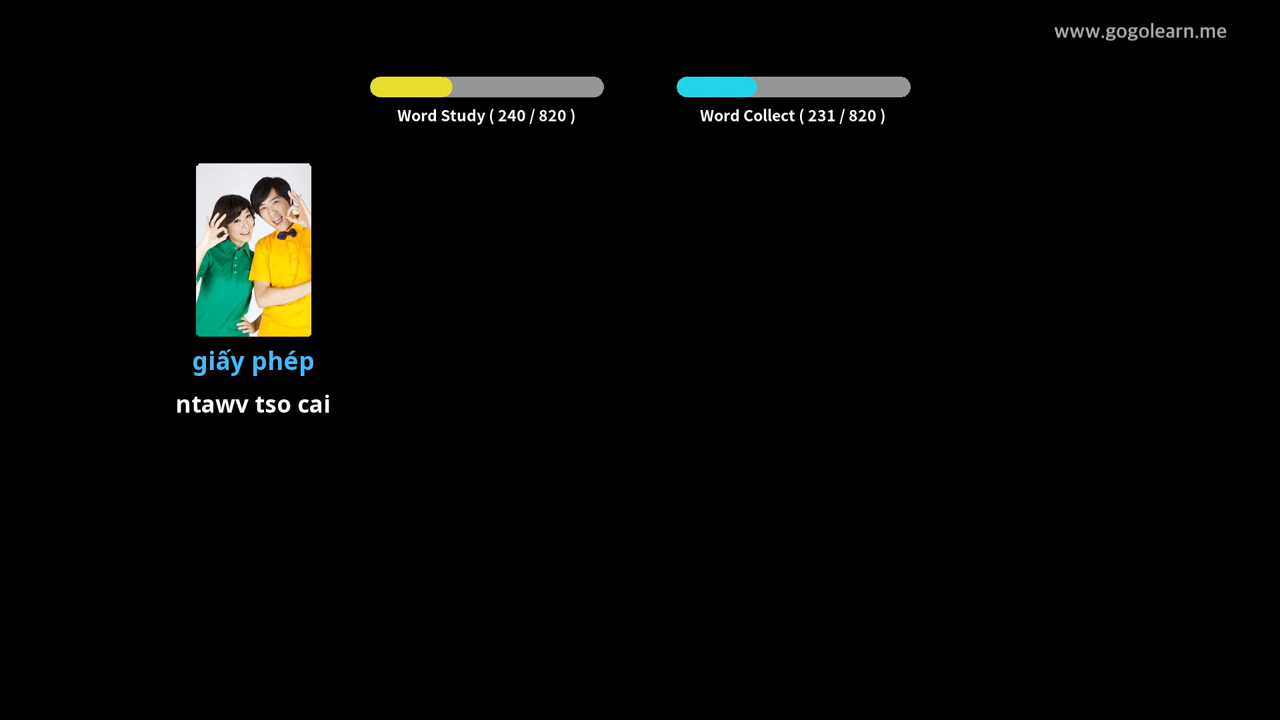 www.gogolearn.me
Word Study ( 240 / 820 )
Word Collect ( 231 / 820 )
giấy phép
ntawv tso cai